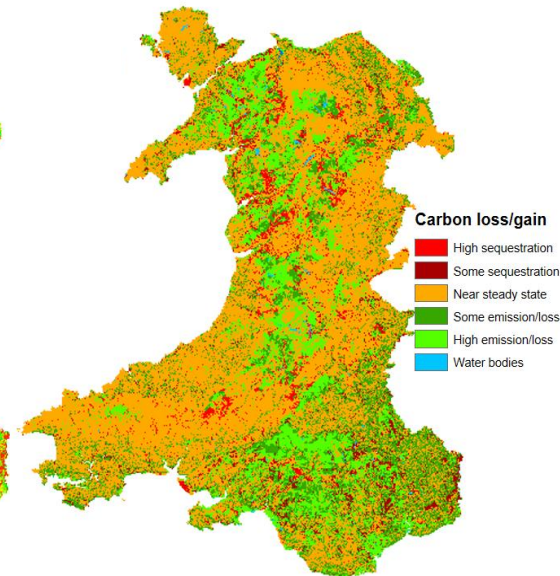 Carbon loss/gain
High sequestration
Some sequestration
Near steady state
Some emission/loss
High emission/loss
Water bodies